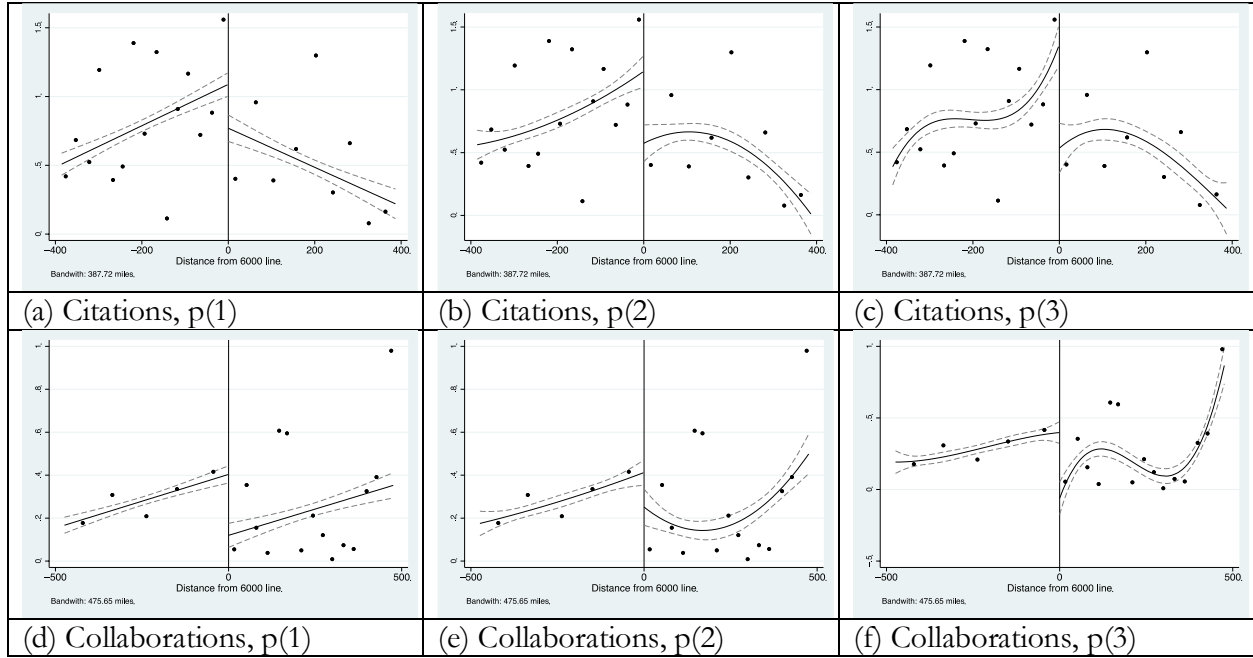 1.5,
1.,
.5,
0,
−400
−200
0
200
400.
Distance from 6000 line.
Bandwith: 387.72 miles,
(a) Citations, p(1)
1.5,
1.,
.5,
0.
−400
−200
0
200
400.
Distance from 6000 line.
Bandwith: 387.72 miles,
(b) Citations, p(2)
1.5,
1.,
.5,
0.
−400
−200
0
200
400.
Distance from 6000 line.
Bandwith: 387.72 miles,
(c) Citations, p(3)
1.
.8,
.6,
.4,
.2,
0.
−500
0
500.
Distance from 6000 line.
Bandwith: 475.65 miles,
(d) Collaborations, p(1)
1.
.8,
.6,
.4,
.2,
0.
−500
0
500.
Distance from 6000 line.
Bandwith: 475.65 miles,
(e) Collaborations, p(2)
1.
.5,
0.
−.5,
−500
0
500.
Distance from 6000 line.
Bandwith: 475.65 miles,
(f) Collaborations, p(3)